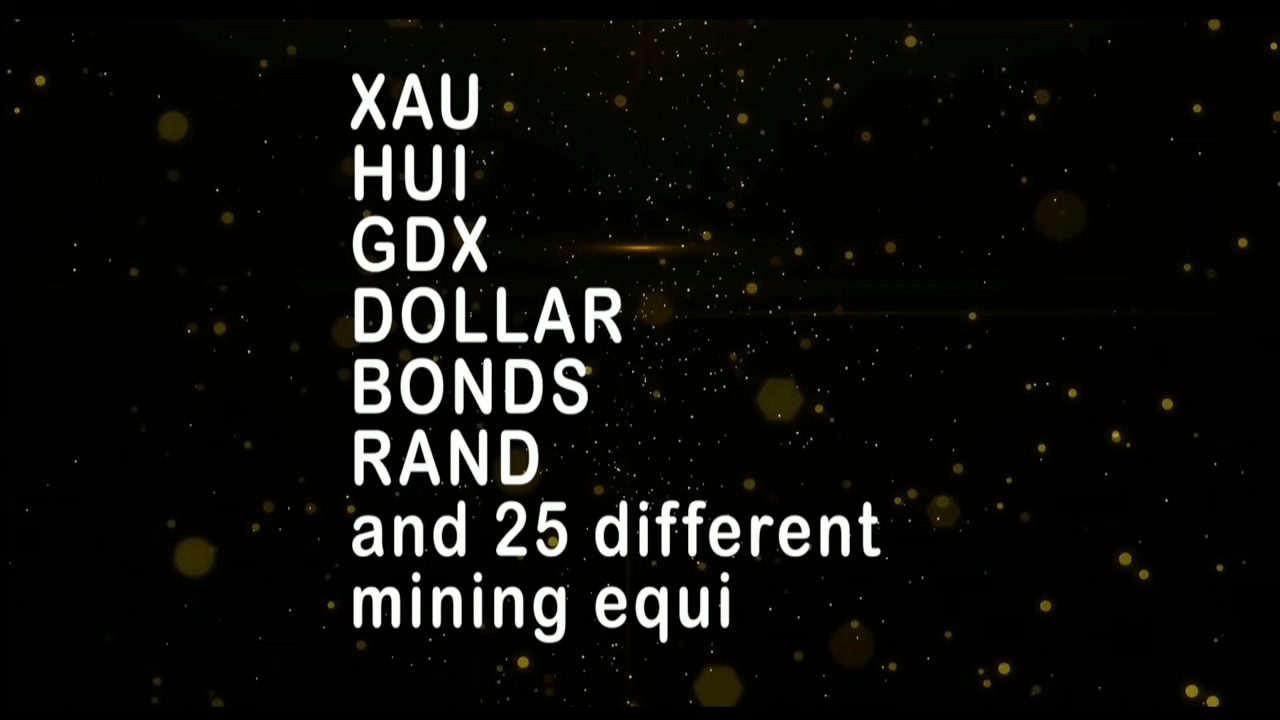 XAU
HUI
GDX
DOLLAR
BONDS
RAND
and 25 different
mining equi